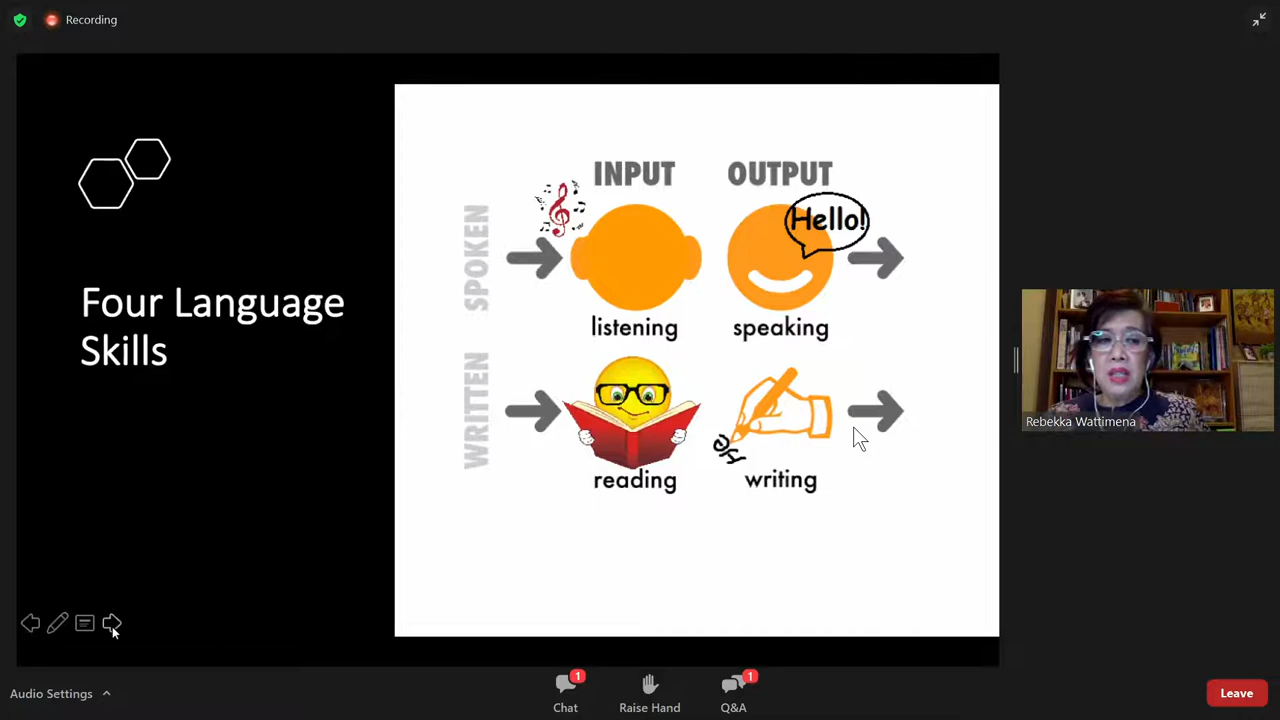 Recording
INPUT OUTPUT
SPOKEN
Hello!
listening speaking
Four Language
Skills
WRITTEN
reading writing
Rebekka Wattimena
Audio Settings
1
Chat
Raise Hand
1
Q&A
Leave